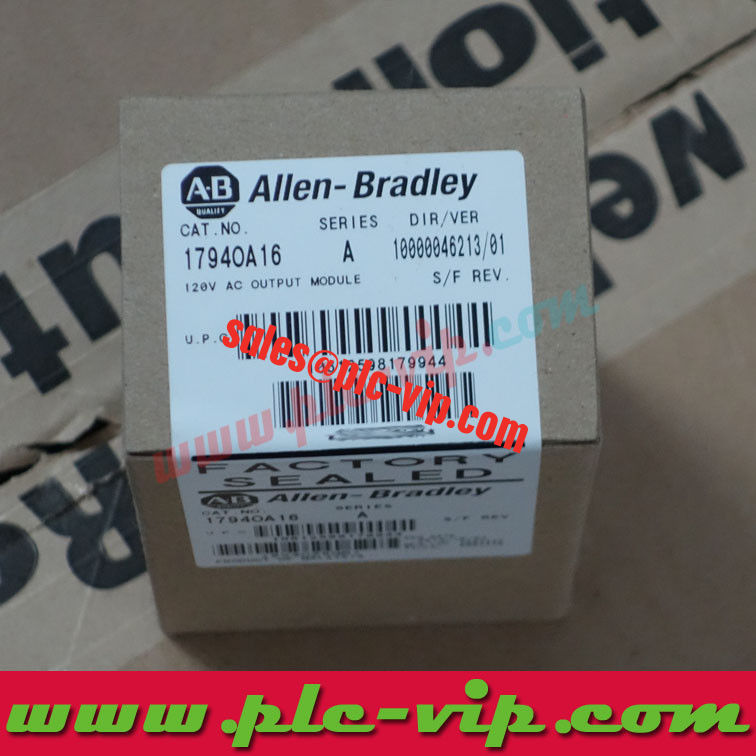 A·B
QUALITY
Allen-Bradley
CAT.NO.
SERIES
DIR/VER
1794OA16
A
10000046213/01
120V AC OUTPUT MODULE
S/F REV.
U.P.C
598179944
sales@plc-vip.com
www.plc-vip.com
FACTORY
SEALED
AB
Allen-Bradley
CAT. NO.
SERIES
1794OA16
A
S/F REV
www.plc-vip.com